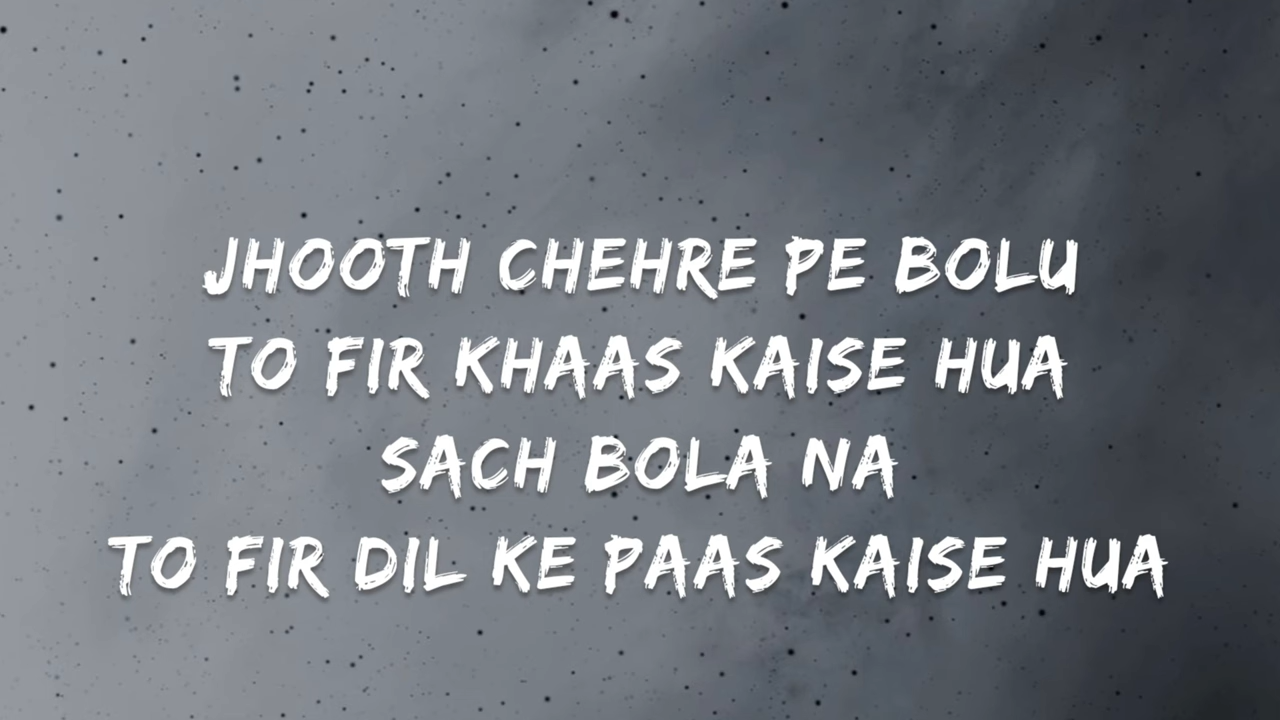 JHOOTH CHEHRE PE BOLU
TO FIR KHAAS KAISE HUA
SACH BOLA NA
TO FIR DIL KE PAAS KAISE HUA